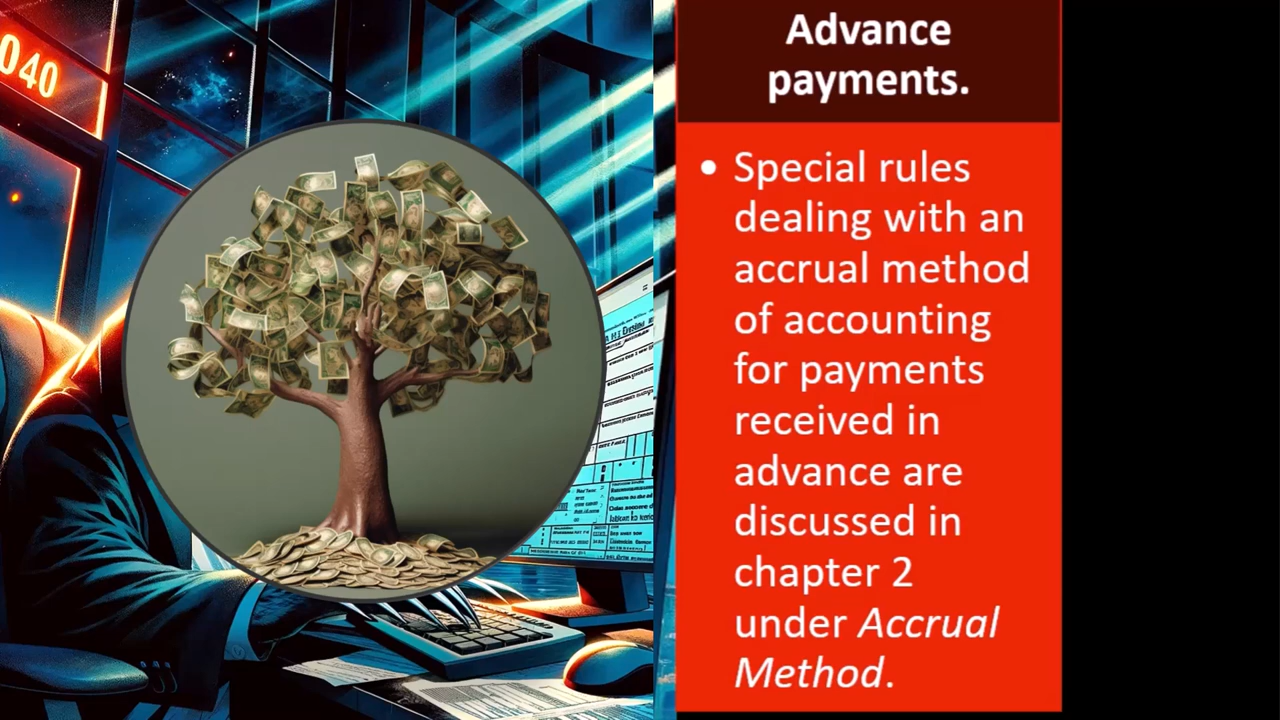 040
Advance
payments.
• Special rules
dealing with an
accrual method
of accounting
for payments
received in
advance are
discussed in
chapter 2
under Accrual
Method.